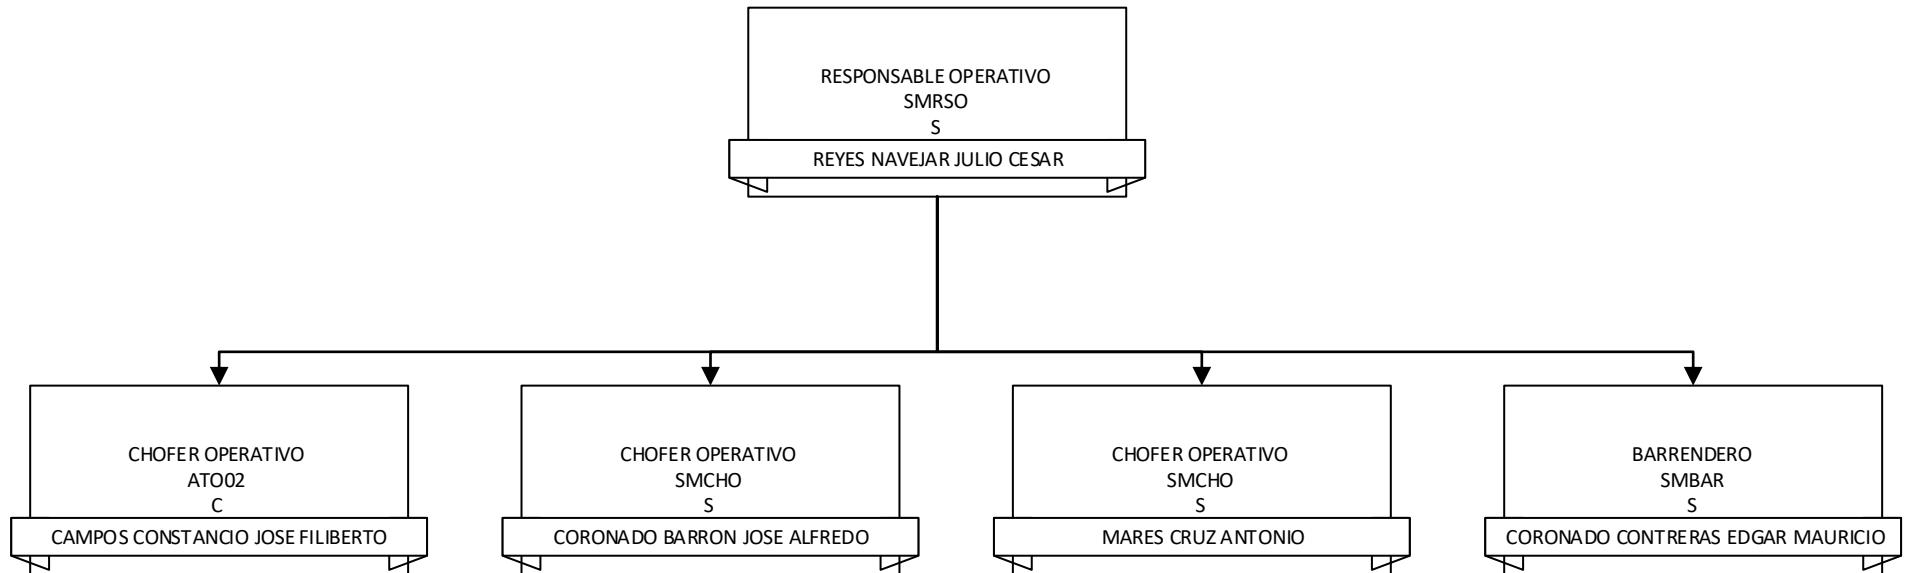 RESPONSABLE OPERATIVO
SMRSO
S
REYES NAVEJAR JULIO CESAR
CHOFER OPERATIVO
ATO02
C
CAMPOS CONSTANCIO JOSE FILIBERTO
CHOFER OPERATIVO
SMCHO
S
CORONADO BARRON JOSE ALFREDO
CHOFER OPERATIVO
SMCHO
S
MARES CRUZ ANTONIO
BARRENDERO
SMBAR
S
CORONADO CONTRERAS EDGAR MAURICIO